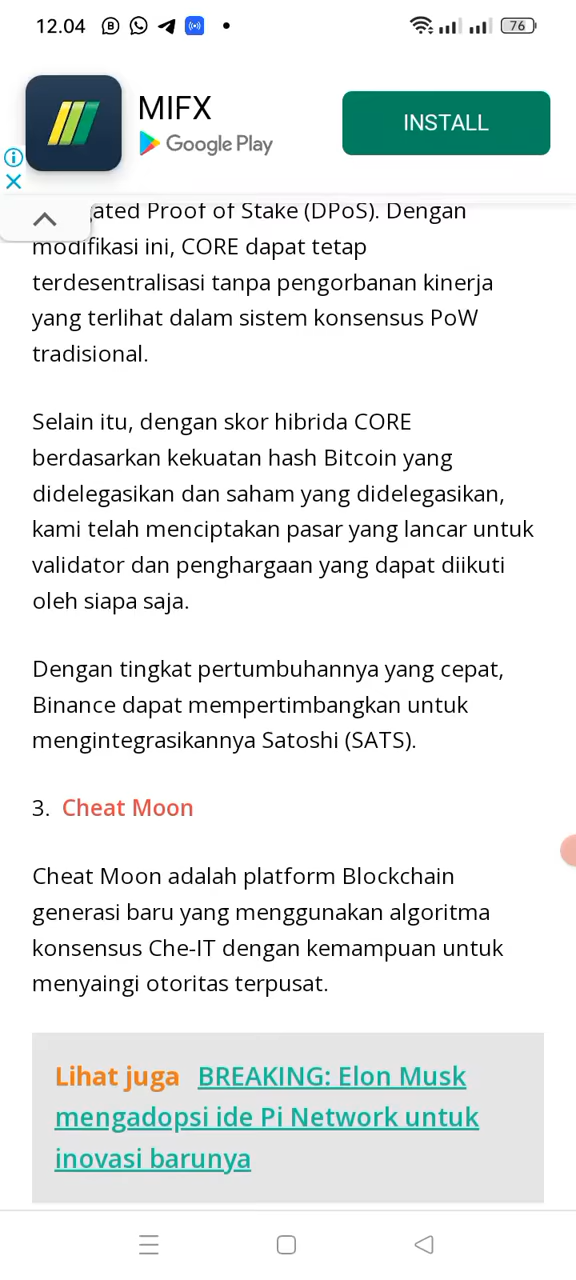 12.04
76
MIFX
Google Play
INSTALL
ated Proof of Stake (DPoS). Dengan
modifikasi ini, CORE dapat tetap
terdesentralisasi tanpa pengorbanan kinerja
yang terlihat dalam sistem konsensus PoW
tradisional.
Selain itu, dengan skor hibrida CORE
berdasarkan kekuatan hash Bitcoin yang
didelegasikan dan saham yang didelegasikan,
kami telah menciptakan pasar yang lancar untuk
validator dan penghargaan yang dapat diikuti
oleh siapa saja.
Dengan tingkat pertumbuhannya yang cepat,
Binance dapat mempertimbangkan untuk
mengintegrasikannya Satoshi (SATS).
3. Cheat Moon
Cheat Moon adalah platform Blockchain
generasi baru yang menggunakan algoritma
konsensus Che-IT dengan kemampuan untuk
menyaingi otoritas terpusat.
Lihat juga BREAKING: Elon Musk
mengadopsi ide Pi Network untuk
inovasi barunya